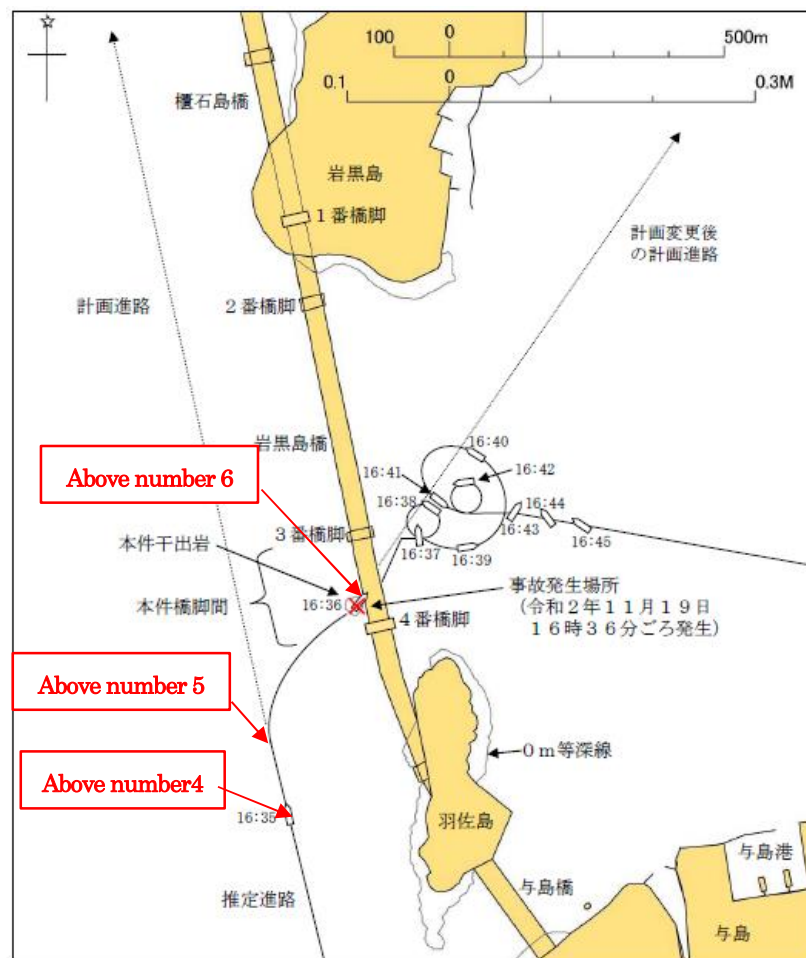 100 0 500m
0.1 0 0.3M
櫃石島橋
岩黒島
1番橋脚
計画変更後
の計画進路
計画進路
2番橋脚
岩黒島橋
16:40
Above number 6
16:41
16:42
16:38
16:44
16:43
3番橋脚
16:45
本件干出岩
16:37
16:39
本件橋脚間
16:36
事故発生場所
(令和2年11月19日
16時36分ごろ発生)
4番橋脚
Above number 5
0m等深線
Above number4
16:35
羽佐島
与島港
与島橋
推定進路
与島